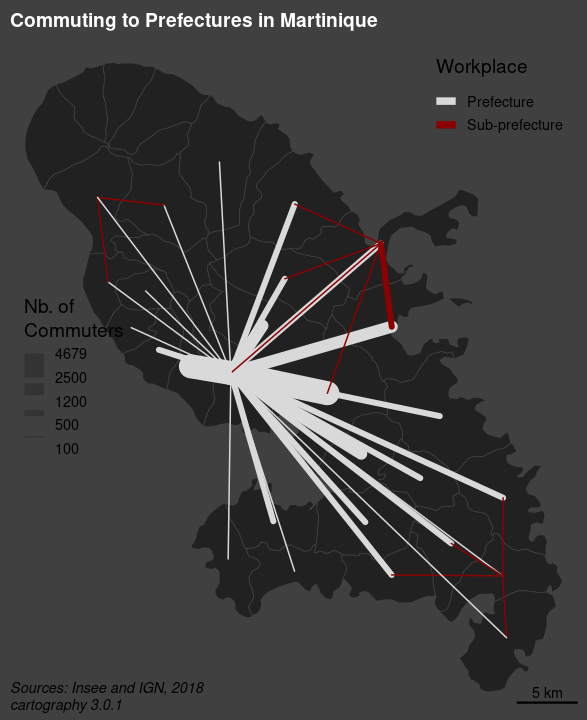 Commuting to Prefectures in Martinique
Workplace
Prefecture
Sub-prefecture
Nb. of
Commuters
4679
2500
1200
500
100
Sources: Insee and IGN, 2018
cartography 3.0.1
5 km